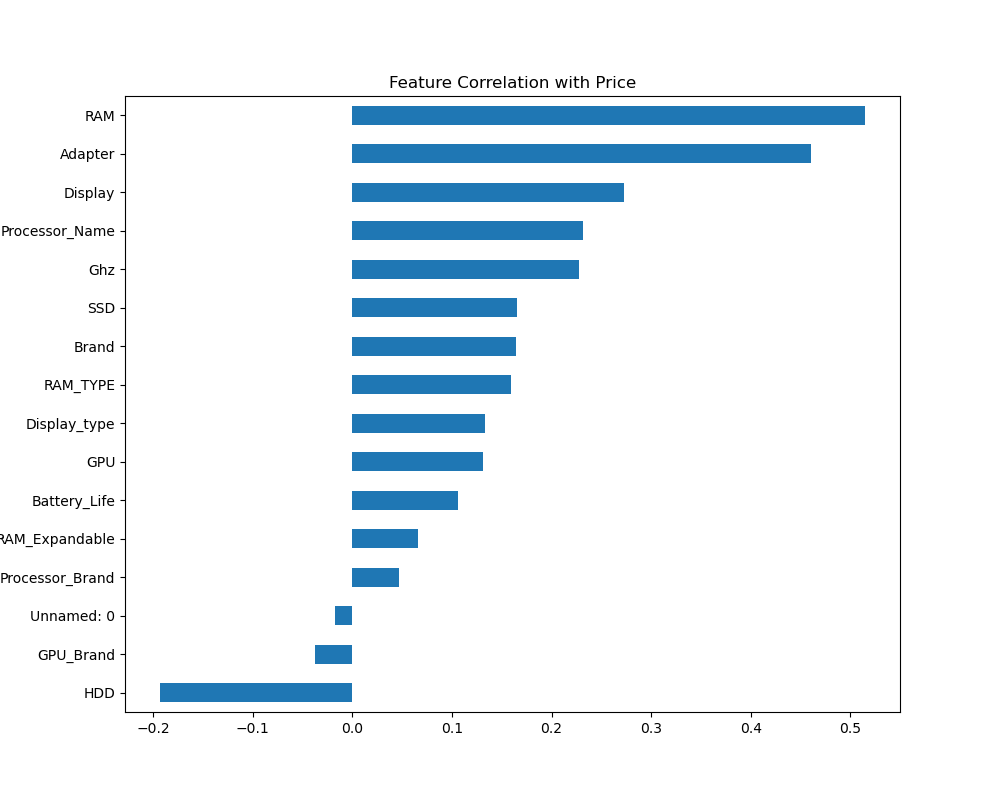 Feature Correlation with Price
RAM
Adapter
Display
Processor_Name
Ghz
SSD
Brand
RAM_TYPE
Display_type
GPU
Battery_Life
RAM_Expandable
Processor_Brand
Unnamed: 0
GPU_Brand
HDD
−0.2 −0.1 0.0 0.1 0.2 0.3 0.4 0.5